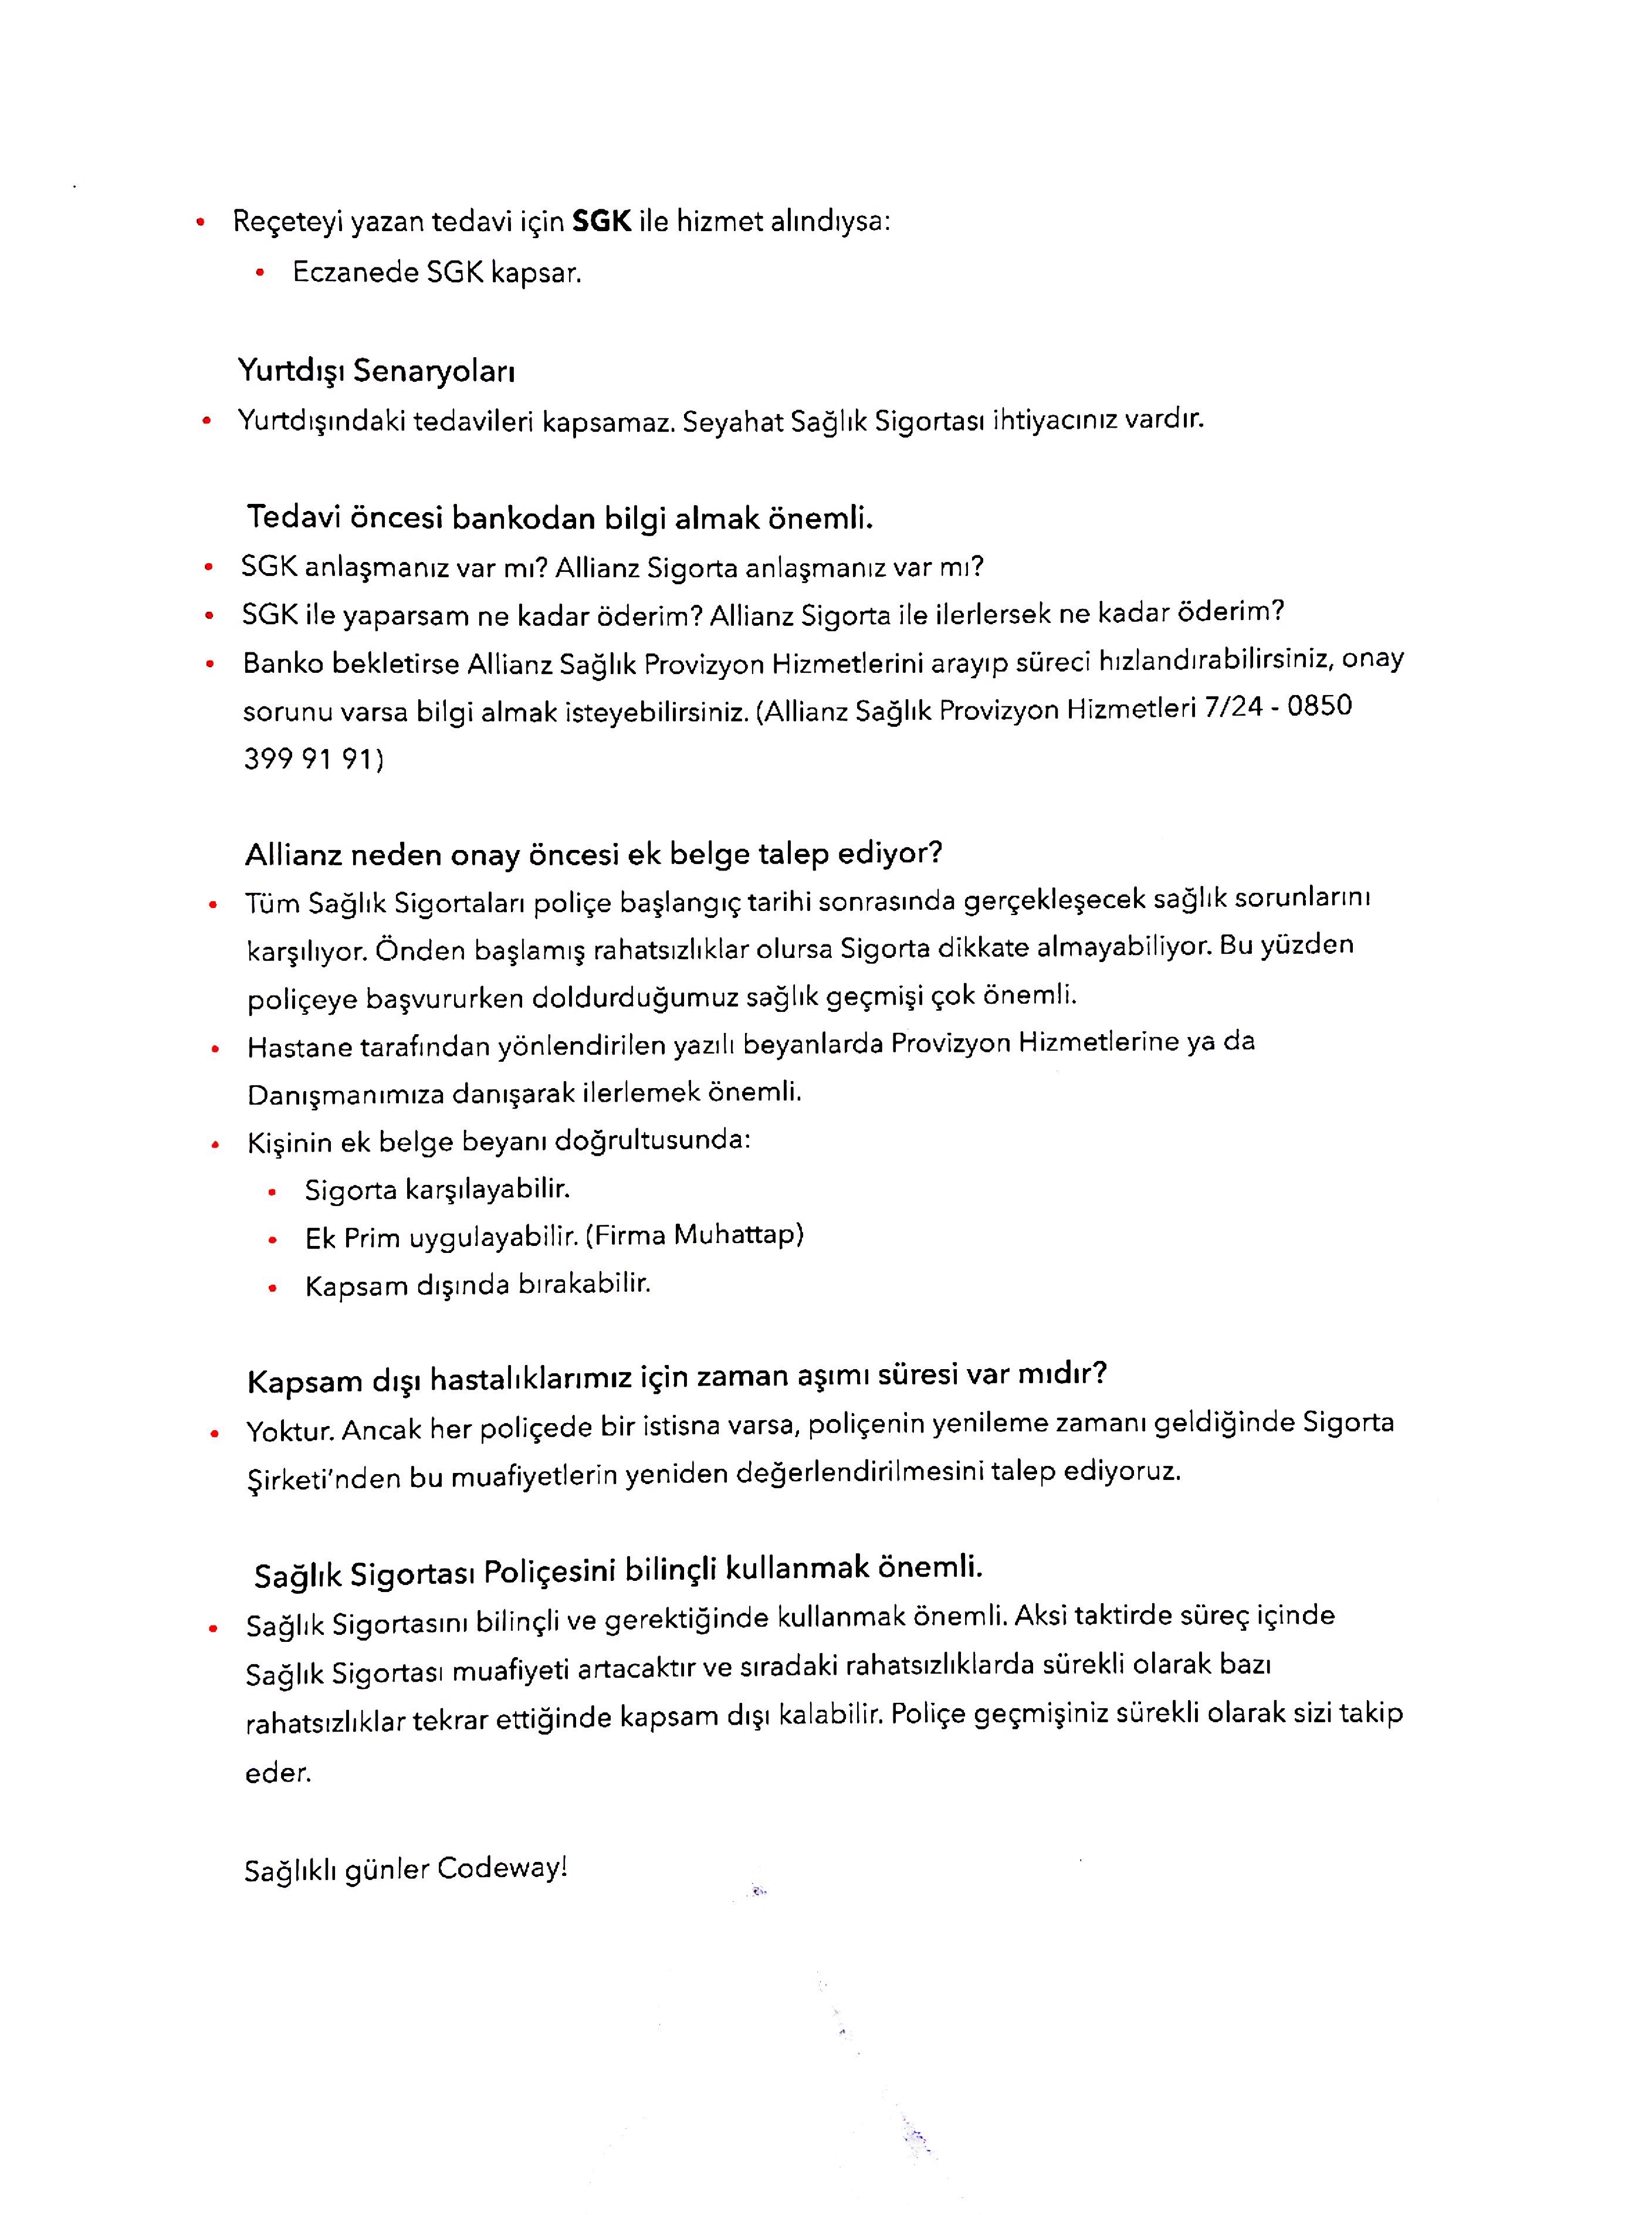 • Reçeteyi yazan tedavi için SGK ile hizmet alındıysa:
• Eczanede SGK kapsar.
Yurtdışı Senaryoları
• Yurtdışındaki tedavileri kapsamaz. Seyahat Sağlık Sigortası ihtiyacınız vardır.
Tedavi öncesi bankodan bilgi almak önemli.
• SGK anlaşmanız var mı? Allianz Sigorta anlaşmanız var mı?
• SGK ile yaparsam ne kadar öderim? Allianz Sigorta ile ilerlersek ne kadar öderim?
• Banko bekletirse Allianz Sağlık Provizyon Hizmetlerini arayıp süreci hızlandırabilirsiniz, onay
sorunu varsa bilgi almak isteyebilirsiniz. (Allianz Sağlık Provizyon Hizmetleri 7/24 - 0850
399 91 91)
Allianz neden onay öncesi ek belge talep ediyor?
• Tüm Sağlık Sigortaları poliçe başlangıç tarihi sonrasında gerçekleşecek sağlık sorunlarını
karşılıyor. Önden başlamış rahatsızlıklar olursa Sigorta dikkate almayabiliyor. Bu yüzden
poliçeye başvururken doldurduğumuz sağlık geçmişi çok önemli.
• Hastane tarafından yönlendirilen yazılı beyanlarda Provizyon Hizmetlerine ya da
Danışmanımıza danışarak ilerlemek önemli.
• Kişinin ek belge beyanı doğrultusunda:
• Sigorta karşılayabilir.
• Ek Prim uygulayabilir. (Firma Muhattap)
• Kapsam dışında bırakabilir.
Kapsam dışı hastalıklarımız için zaman aşımı süresi var mıdır?
• Yoktur. Ancak her poliçede bir istisna varsa, poliçenin yenileme zamanı geldiğinde Sigorta
Şirketi'nden bu muafiyetlerin yeniden değerlendirilmesini talep ediyoruz.
Sağlık Sigortası Poliçesini bilinçli kullanmak önemli.
• Sağlık Sigortasını bilinçli ve gerektiğinde kullanmak önemli. Aksi taktirde süreç içinde
Sağlık Sigortası muafiyeti artacaktır ve sıradaki rahatsızlıklarda sürekli olarak bazı
rahatsızlıklar tekrar ettiğinde kapsam dışı kalabilir. Poliçe geçmişiniz sürekli olarak sizi takip
eder.
Sağlıklı günler Codeway!